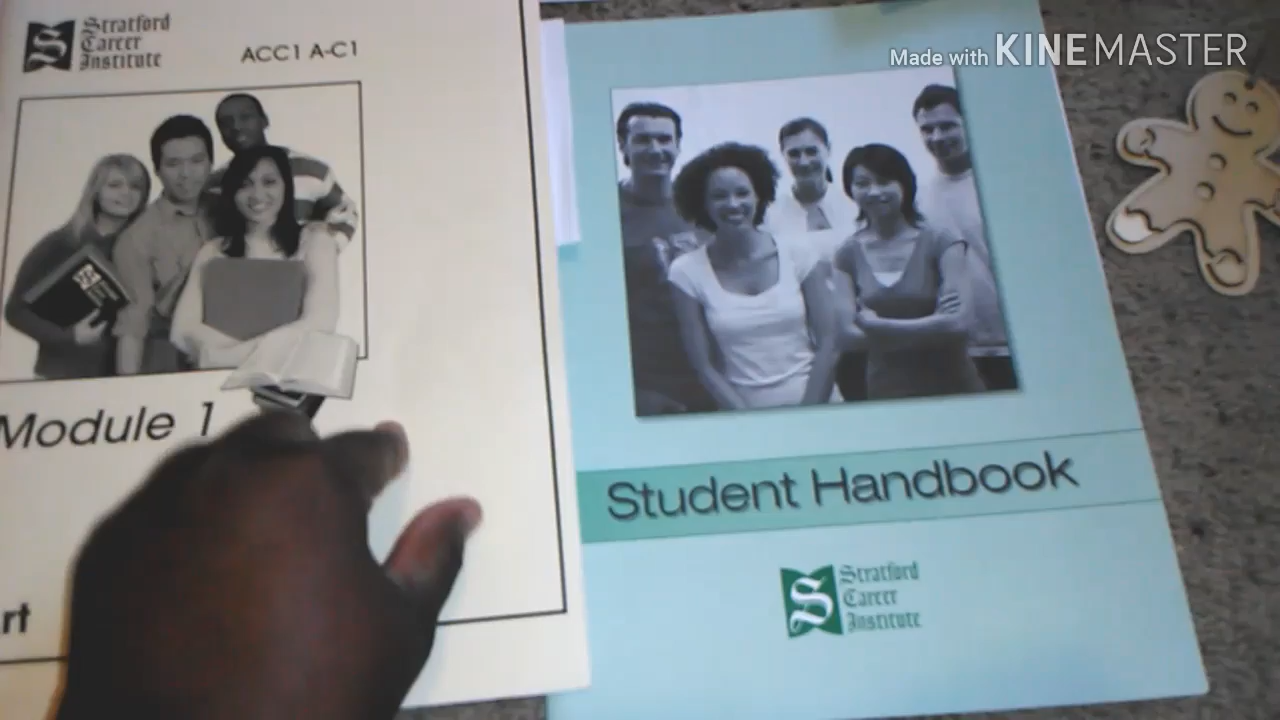 Stratford
Career
Institute
ACC1 A-C1
Module 1
rt
Made with KINEMASTER
Student Handbook
S Stratford
Career
Institute